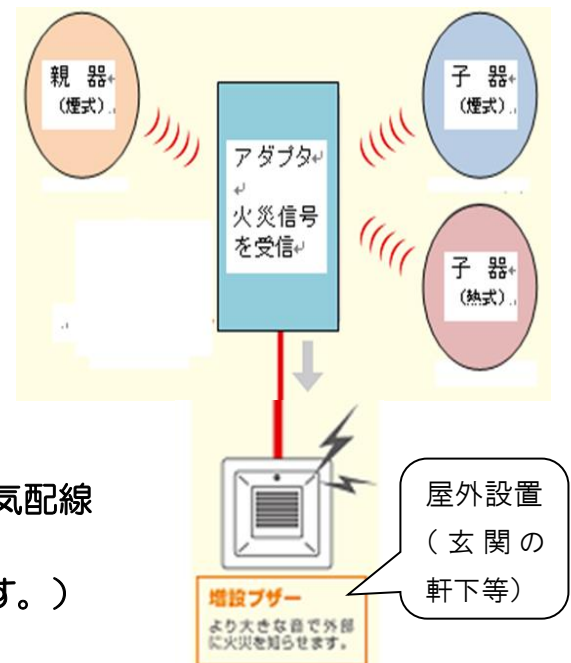 親 器
(煙式)
子 器
(煙式)
アダプタ
火災信号
を受信
子 器
(熱式)
気配線
す。）
屋外設置
（玄関の
軒下等）
増設ブザー
より大きな音で外部
に火災を知らせます。